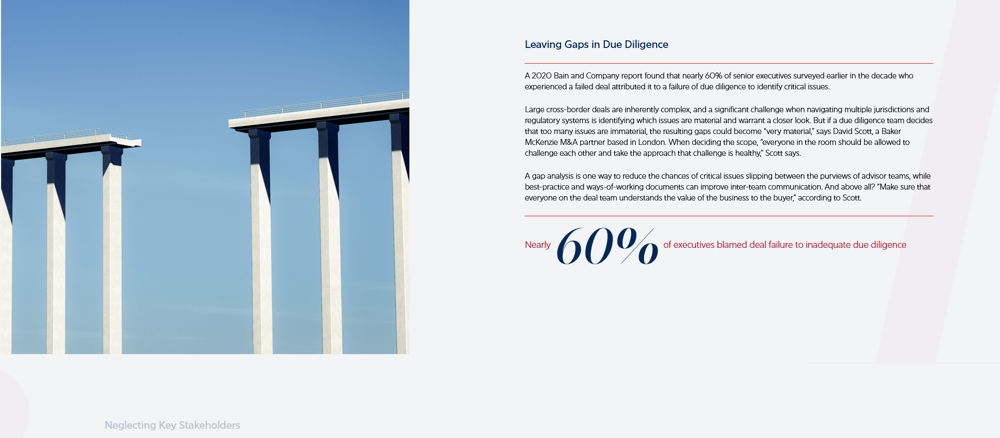 Leaving Gaps in Due Diligence
A 2020 Bain and Company report found that nearly 60% of senior executives surveyed earlier in the decade who
experienced a failed deal attributed it to a failure of due diligence to identify critical issues.
Large cross-border deals are inherently complex, and a significant challenge when navigating multiple jurisdictions and
regulatory systems is identifying which issues are material and warrant a closer look. But if a due diligence team decides
that too many issues are immaterial, the resulting gaps could become “very material,” says David Scott, a Baker
McKenzie M&A partner based in London. When deciding the scope, “everyone in the room should be allowed to
challenge each other and take the approach that challenge is healthy,” Scott says.
A gap analysis is one way to reduce the chances of critical issues slipping between the purviews of advisor teams, while
best-practice and ways-of-working documents can improve inter-team communication. And above all? “Make sure that
everyone on the deal team understands the value of the business to the buyer,” according to Scott.
Nearly 60% of executives blamed deal failure to inadequate due diligence
Neglecting Key Stakeholders